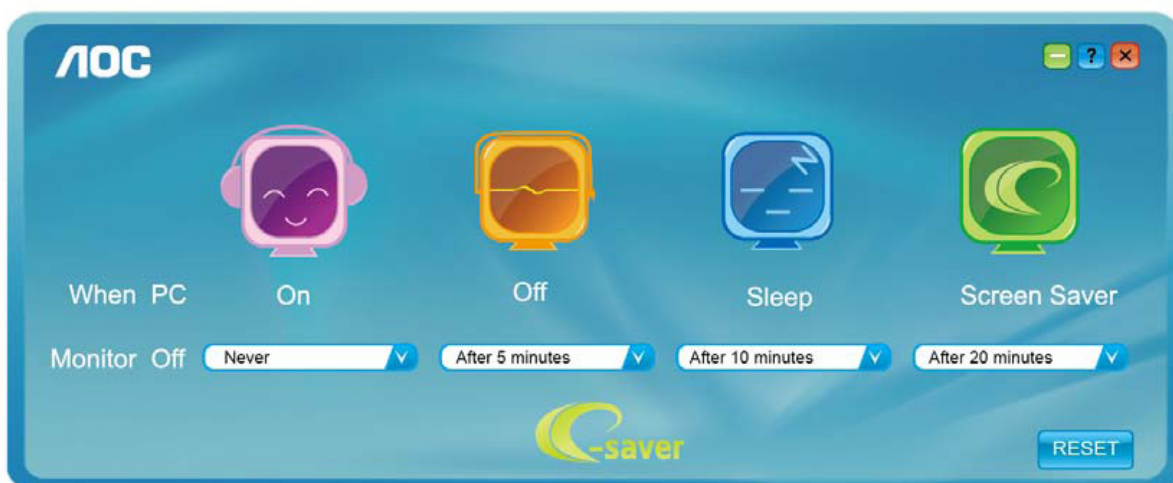 AOC
?
When PC On Off Sleep Screen Saver
Monitor Off Never After 5 minutes After 10 minutes After 20 minutes
e-saver
RESET